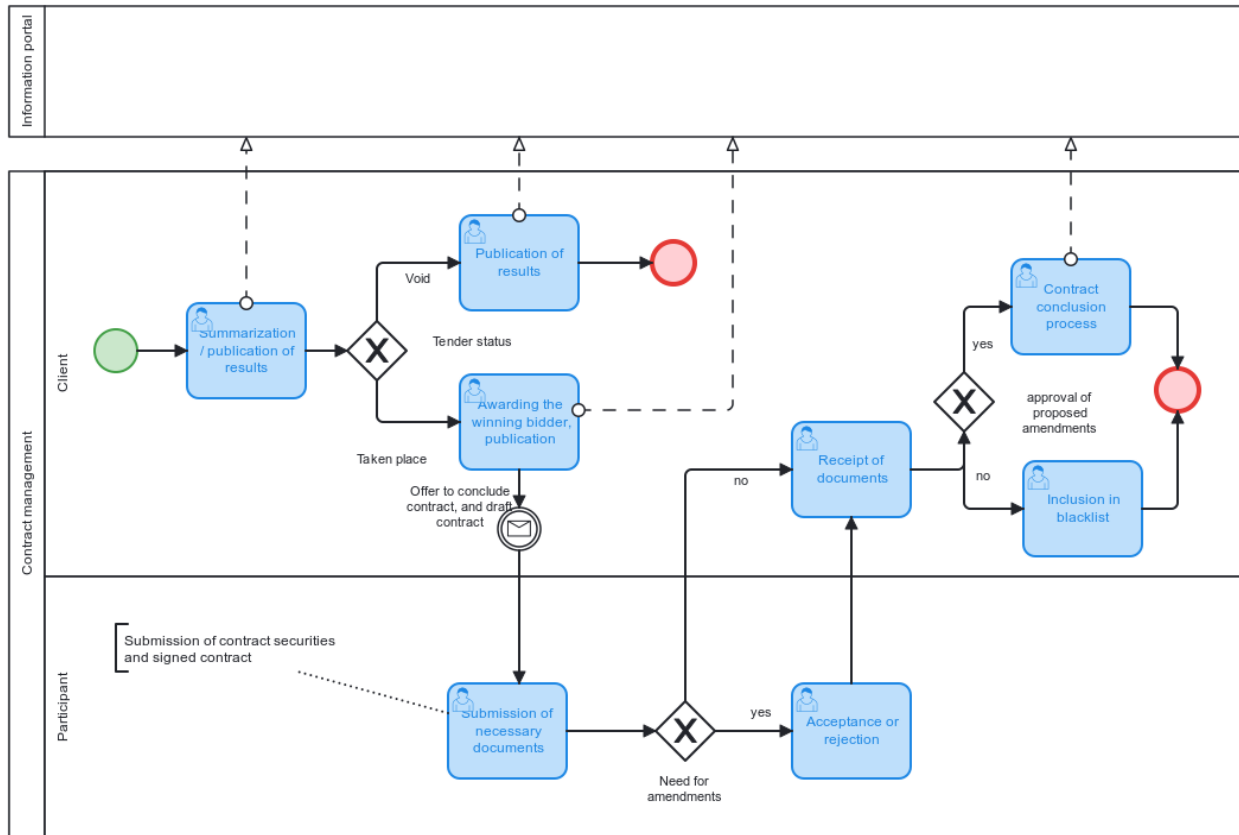 Information portal
Contract management
Client
Participant
Summarization
/ publication of
results
Void
Tender status
Taken place
Publication of
results
Awarding the
winning bidder,
publication
Offer to conclude
contract, and draft
contract
Submission of contract securities
and signed contract
Submission of
necessary
documents
Need for
amendments
no
yes
Acceptance or
rejection
Receipt of
documents
yes
no
approval of
proposed
amendments
Contract
conclusion
process
Inclusion in
blacklist